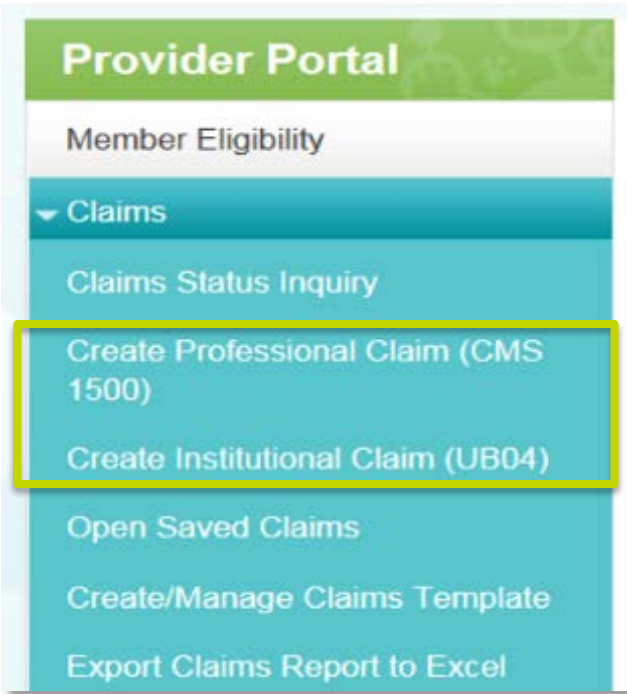 Provider Portal
Member Eligibility
Claims
Claims Status Inquiry
Create Professional Claim (CMS
1500)
Create Institutional Claim (UB04)
Open Saved Claims
Create/Manage Claims Template
Export Claims Report to Excel